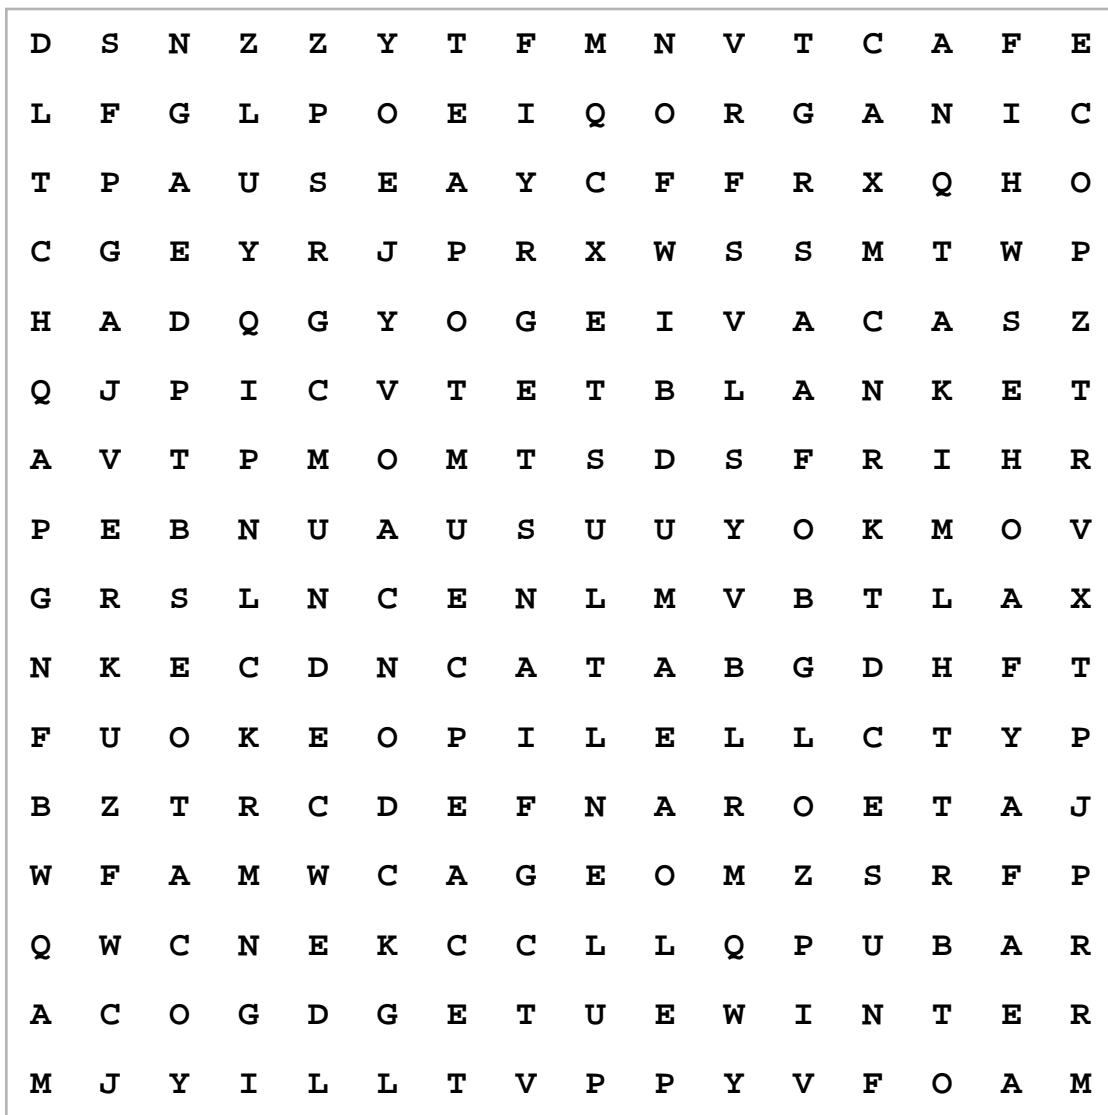 D S N Z Z Y T F M N V T C A F E
L F G L P O E I Q O R G A N I C
T P A U S E A Y C F F R X Q H O
C G E Y R J P R X W S S M T W P
H A D Q G Y O G E I V A C A S Z
Q J P I C V T E T B L A N K E T
A V T P M O M T S D S F R I H R
P E B N U A U S U U Y O K M O V
G R S L N C E N L M V B T L A X
N K E C D N C A T A B G D H F T
F U O K E O P I L E L L C T Y P
B Z T R C D E F N A R O E T A J
W F A M W C A G E O M Z S R F P
Q W C N E K C C L L Q P U B A R
A C O G D G E T U E W I N T E R
M J Y I L L T V P P Y V F O A M